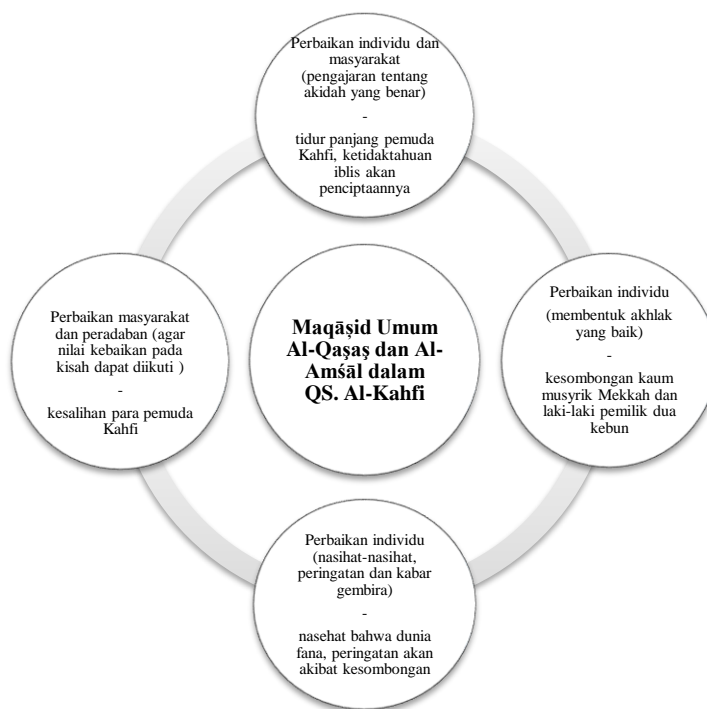 Perbaikan individu dan
masyarakat
(pengajaran tentang
akidah yang benar)
-
tidur panjang pemuda
Kahfi, ketidaktahuan
iblis akan
penciptaannya
Perbaikan masyarakat
dan peradaban (agar
nilai kebaikan pada
kisah dapat diikuti )
-
kesalihan para pemuda
Kahfi
Maqāṣid Umum
Al-Qaṣaṣ dan Al-
Amśāl dalam
QS. Al-Kahfi
Perbaikan individu
(membentuk akhlak
yang baik)
-
kesombongan kaum
musyrik Mekkah dan
laki-laki pemilik dua
kebun
Perbaikan individu
(nasihat-nasihat,
peringatan dan kabar
gembira)
-
nasehat bahwa dunia
fana, peringatan akan
akibat kesombongan